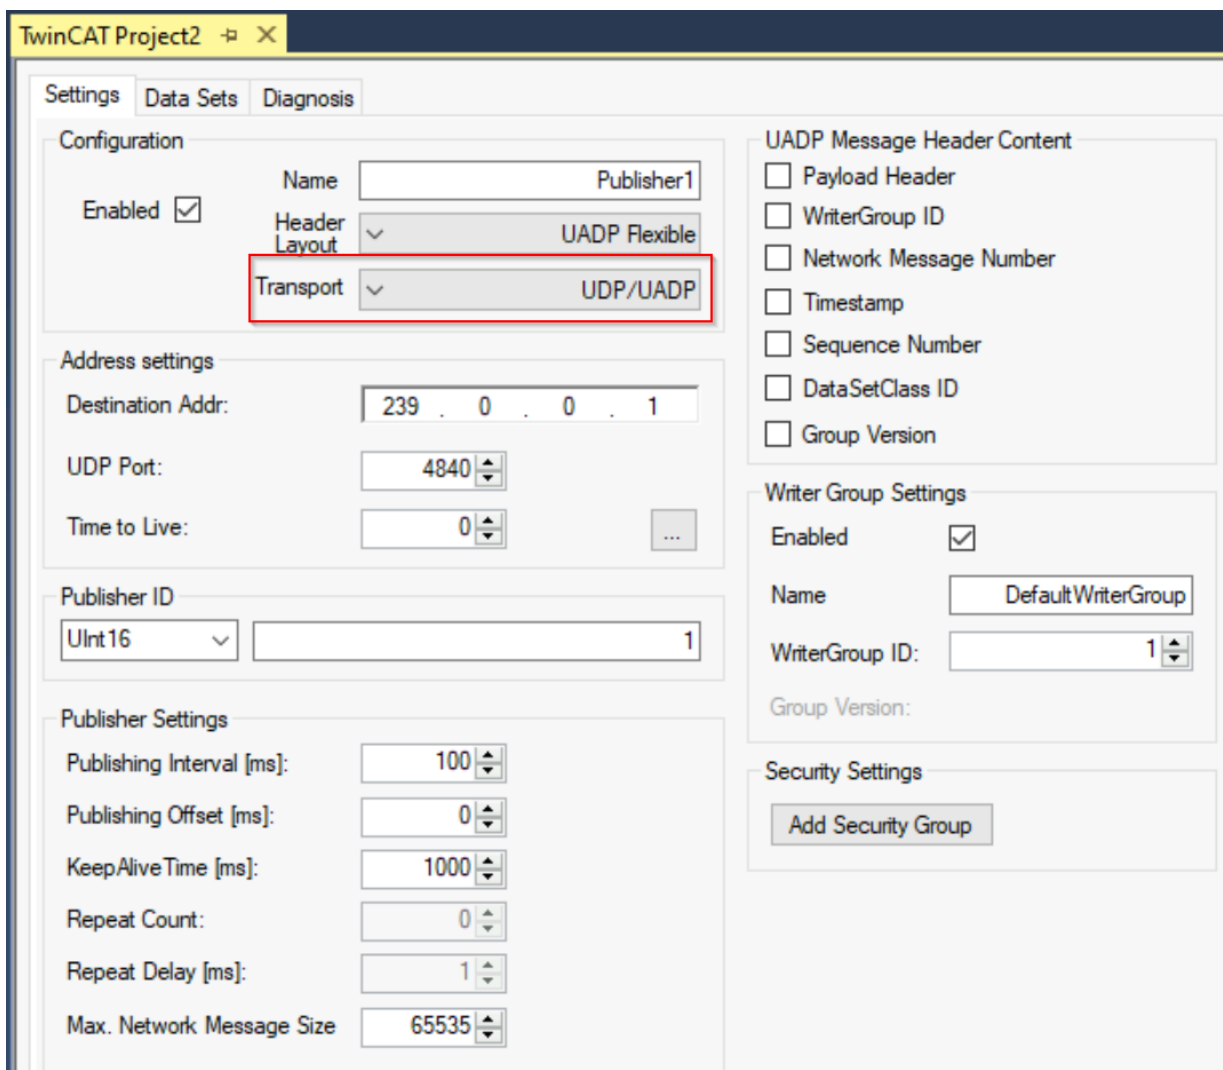 TwinCAT Project2
Settings Data Sets Diagnosis
Configuration
Enabled
Name Publisher1
Header Layout UADP Flexible
Transport UDP/UADP
Address settings
Destination Addr: 239 . 0 . 0 . 1
UDP Port: 4840
Time to Live: 0 ...
Publisher ID
UInt16 1
Publisher Settings
Publishing Interval [ms]: 100
Publishing Offset [ms]: 0
KeepAliveTime [ms]: 1000
Repeat Count: 0
Repeat Delay [ms]: 1
Max. Network Message Size 65535
UADP Message Header Content
Payload Header
WriterGroup ID
Network Message Number
Timestamp
Sequence Number
DataSetClass ID
Group Version
Writer Group Settings
Enabled
Name DefaultWriterGroup
WriterGroup ID: 1
Group Version:
Security Settings
Add Security Group